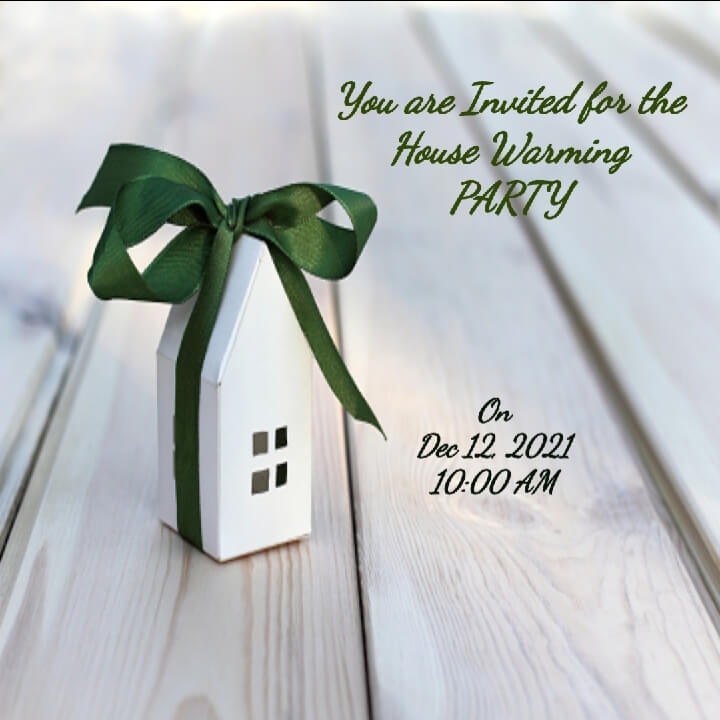 You are Invited for the
House Warming
PARTY
On
Dec 12, 2021
10:00 AM